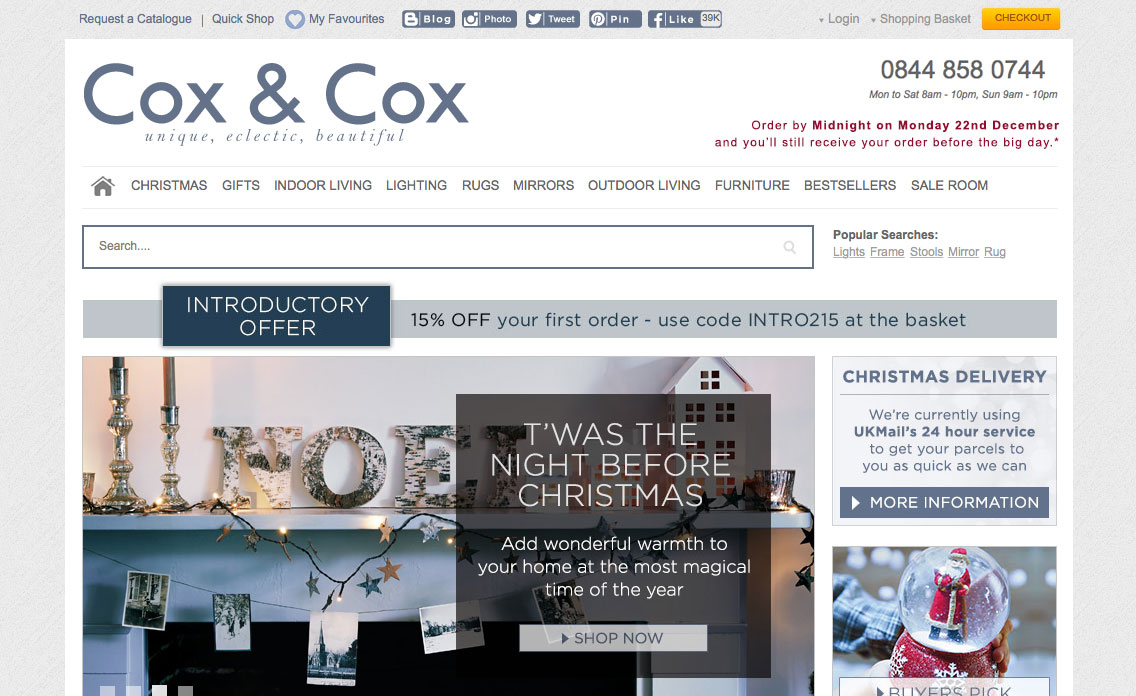 Request a Catalogue | Quick Shop My Favourites Blog Photo Tweet Pin Like 39K Login Shopping Basket CHECKOUT
Cox & Cox
unique, eclectic, beautiful
0844 858 0744
Mon to Sat 8am - 10pm, Sun 9am - 10pm
Order by Midnight on Monday 22nd December
and you'll still receive your order before the big day.*
CHRISTMAS GIFTS INDOOR LIVING LIGHTING RUGS MIRRORS OUTDOOR LIVING FURNITURE BESTSELLERS SALE ROOM
Search....
Popular Searches:
Lights Frame Stools Mirror Rug
INTRODUCTORY
OFFER
15% OFF your first order - use code INTRO215 at the basket
NOEL
T'WAS THE
NIGHT BEFORE
CHRISTMAS
Add wonderful warmth to
your home at the most magical
time of the year
SHOP NOW
CHRISTMAS DELIVERY
We're currently using
UKMail's 24 hour service
to get your parcels to
you as quick as we can
MORE INFORMATION
BUYERS PICK